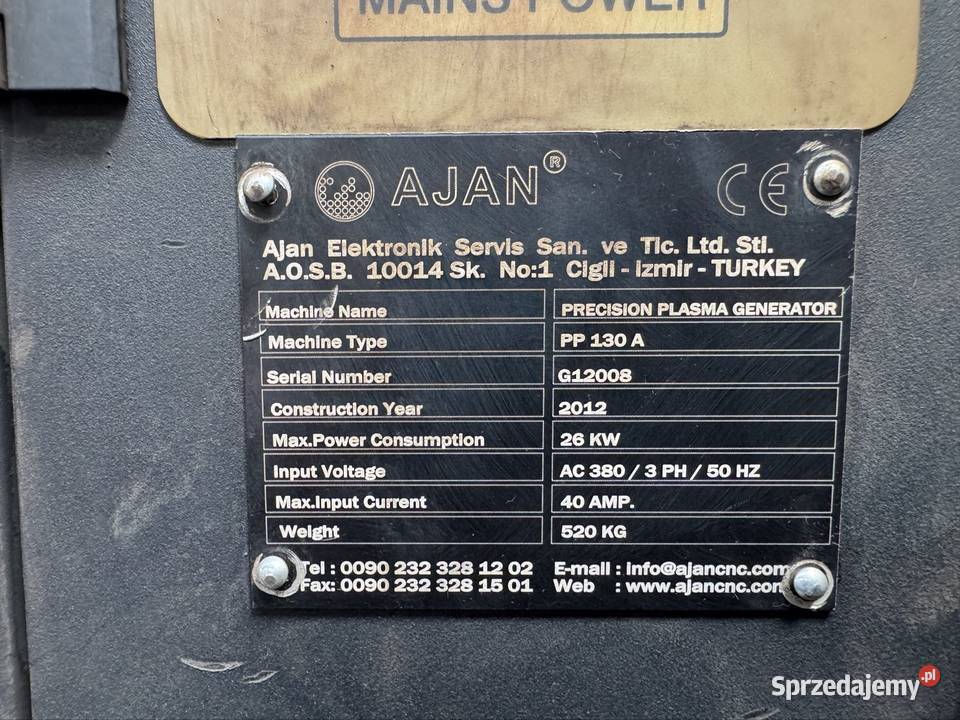 MAINS POWER
AJAN®
CE
Ajan Elektronik Servis San. ve Tic. Ltd. Sti.
A.O.S.B. 10014 Sk. No:1 Cigli - Izmir - TURKEY
Machine Name PRECISION PLASMA GENERATOR
Machine Type PP 130 A
Serial Number G12008
Construction Year 2012
Max.Power Consumption 26 KW
Input Voltage AC 380 / 3 PH / 50 HZ
Max.Input Current 40 AMP.
Weight 520 KG
Tel : 0090 232 328 12 02 E-mail : info@ajancnc.com
Fax: 0090 232 328 15 01 Web : www.ajancnc.com
Sprzedajemy.pl